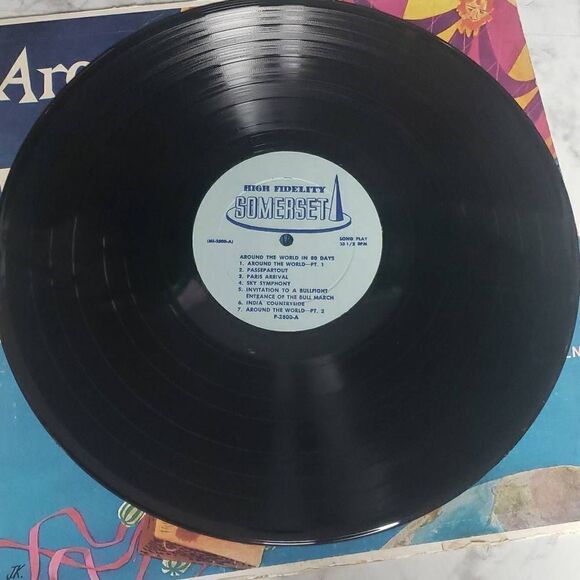 Aro
HIGH FIDELITY
SOMERSET
(MI-2800-A)
LONG PLAY
33 1/3 RPM
AROUND THE WORLD IN 80 DAYS
1. AROUND THE WORLD—PT. 1
2. PASSEPARTOUT
3. PARIS ARRIVAL
4. SKY SYMPHONY
5. INVITATION TO A BULLFIGHT
ENTRANCE OF THE BULL MARCH
6. INDIA COUNTRYSIDE
7. AROUND THE WORLD—PT. 2
P-2800-A
EN
J.K.